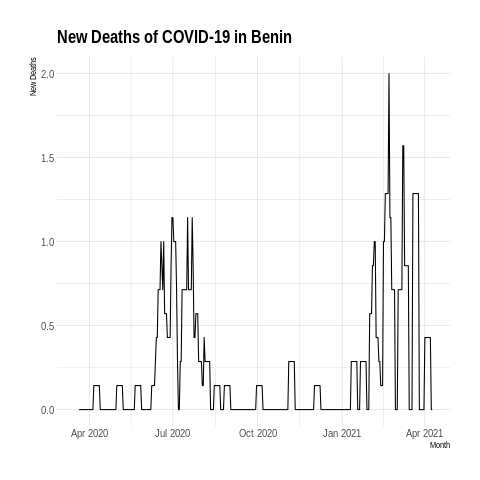 New Deaths of COVID-19 in Benin
New Deaths
2.0
1.5
1.0
0.5
0.0
Apr 2020 Jul 2020 Oct 2020 Jan 2021 Apr 2021
Month